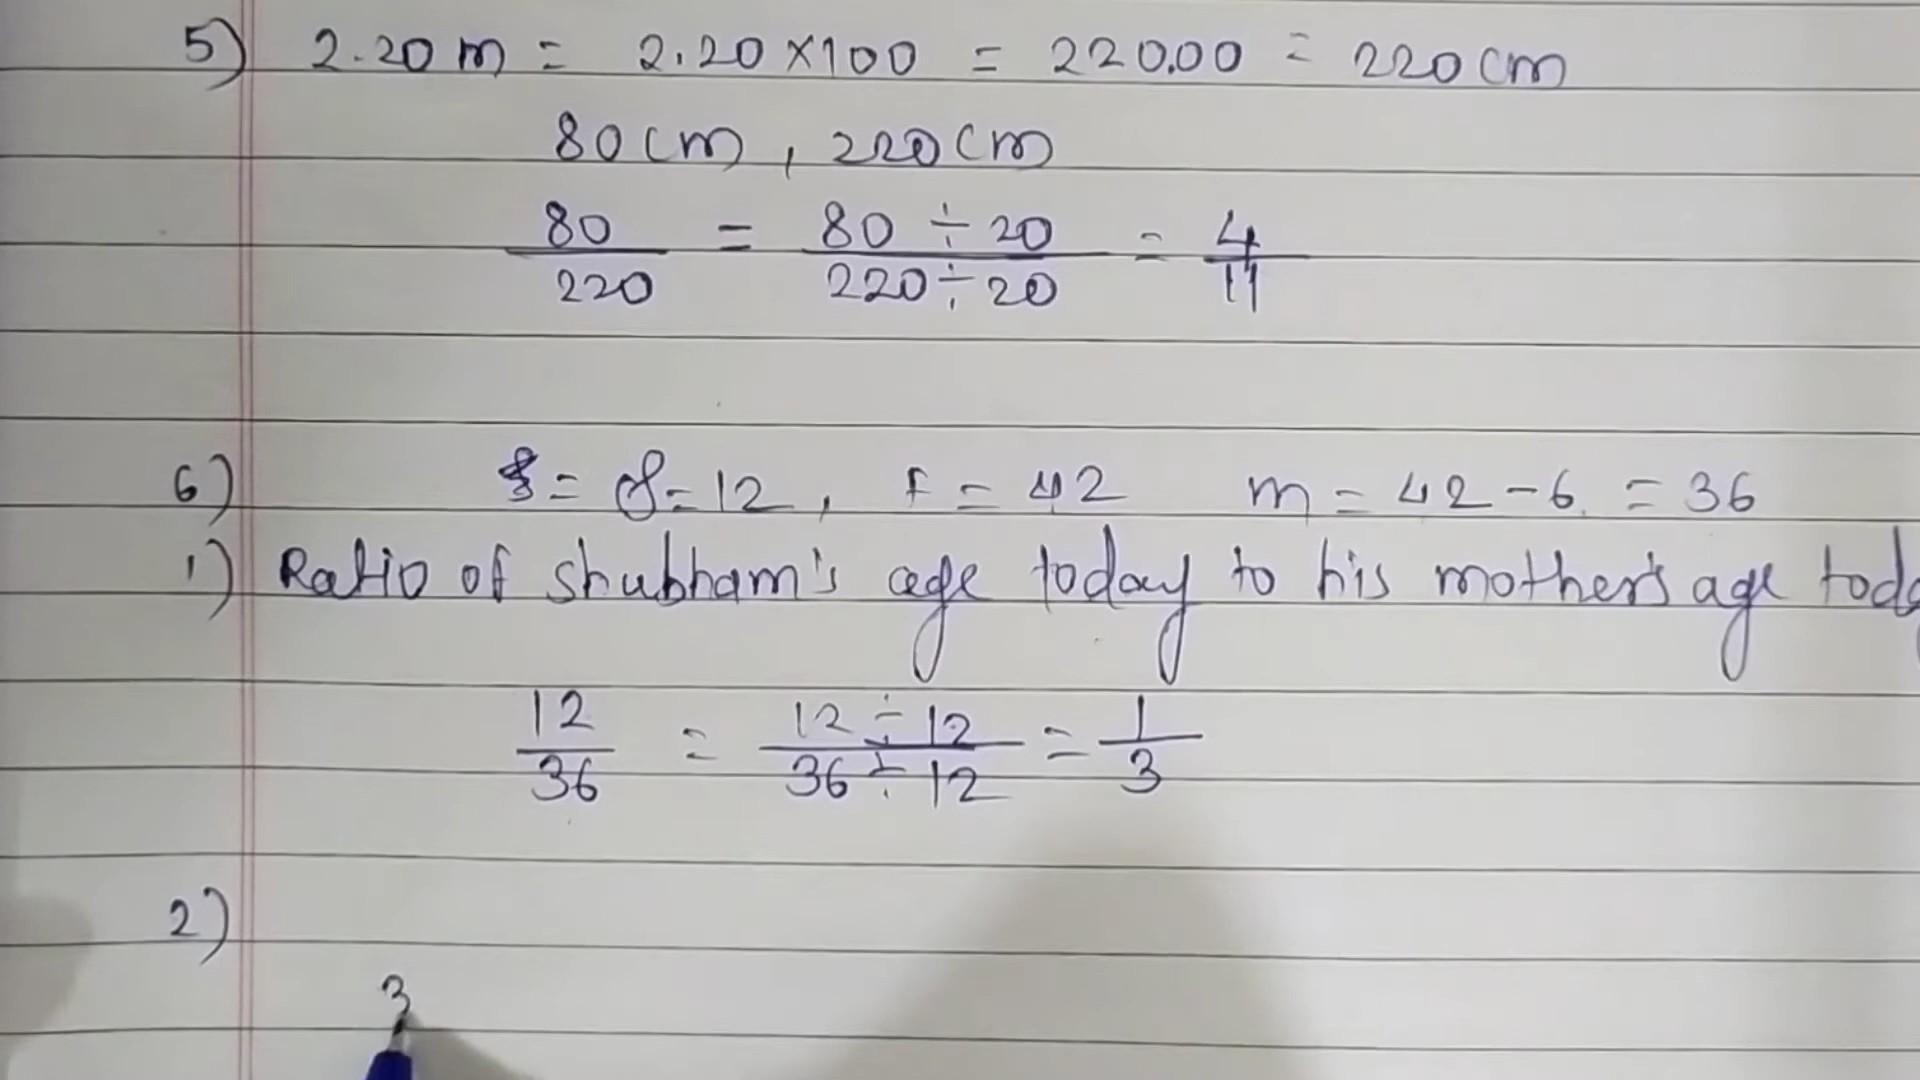 5) 2.20 m = 2.20 × 100 = 220.00 = 220 cm
80 cm , 220 cm
80/220 = 80 ÷ 20/220 ÷ 20 = 4/11
6) = 12 , F = 42 m = 42 - 6 = 36
1) Ratio of shubham's age today to his mother's age toda
12/36 = 12 ÷ 12/36 ÷ 12 = 1/3
2)
3